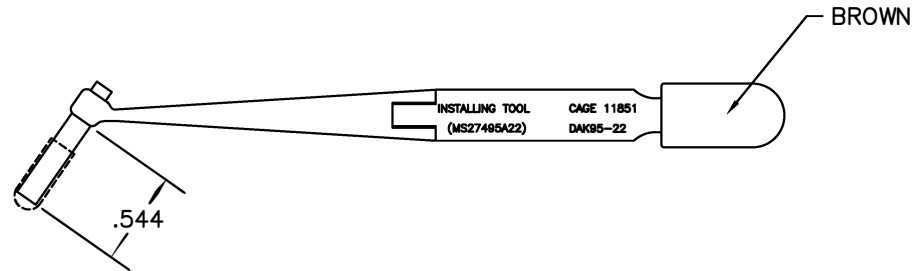 BROWN
INSTALLING TOOL CAGE 11851
(MS27495A22) DAK95-22
.544